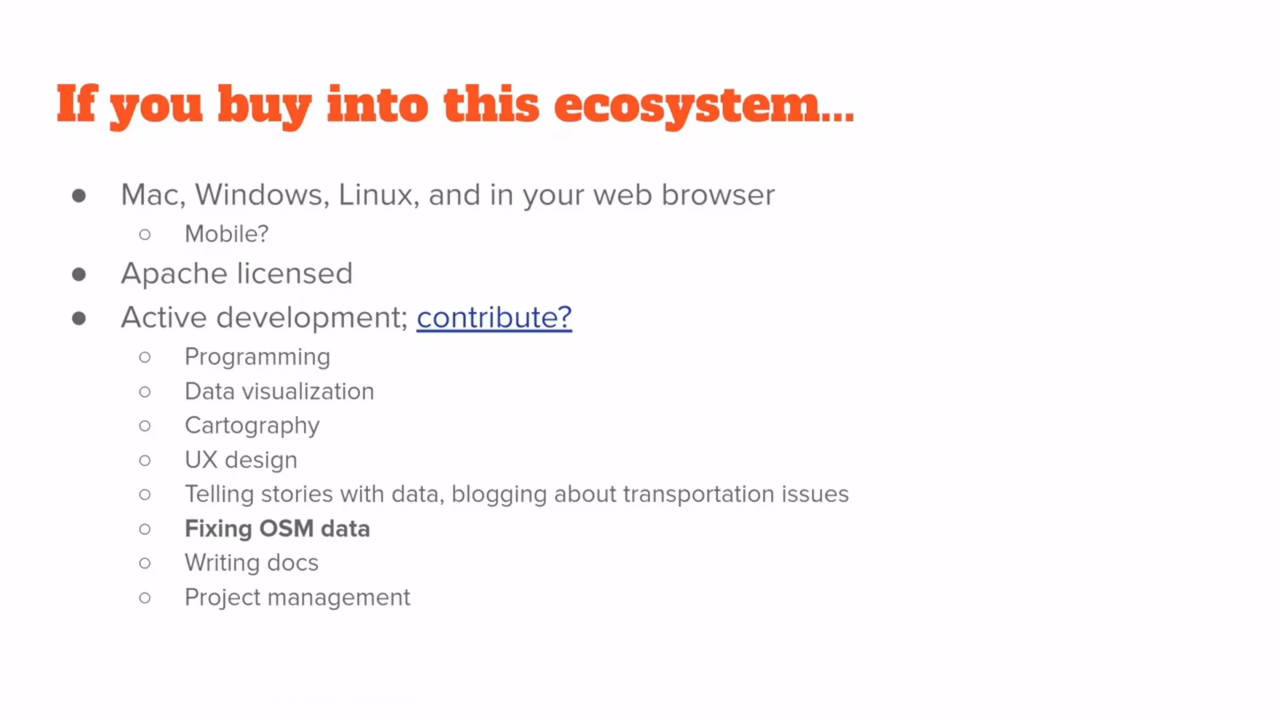 If you buy into this ecosystem...
● Mac, Windows, Linux, and in your web browser
○ Mobile?
● Apache licensed
● Active development; contribute?
○ Programming
○ Data visualization
○ Cartography
○ UX design
○ Telling stories with data, blogging about transportation issues
○ Fixing OSM data
○ Writing docs
○ Project management